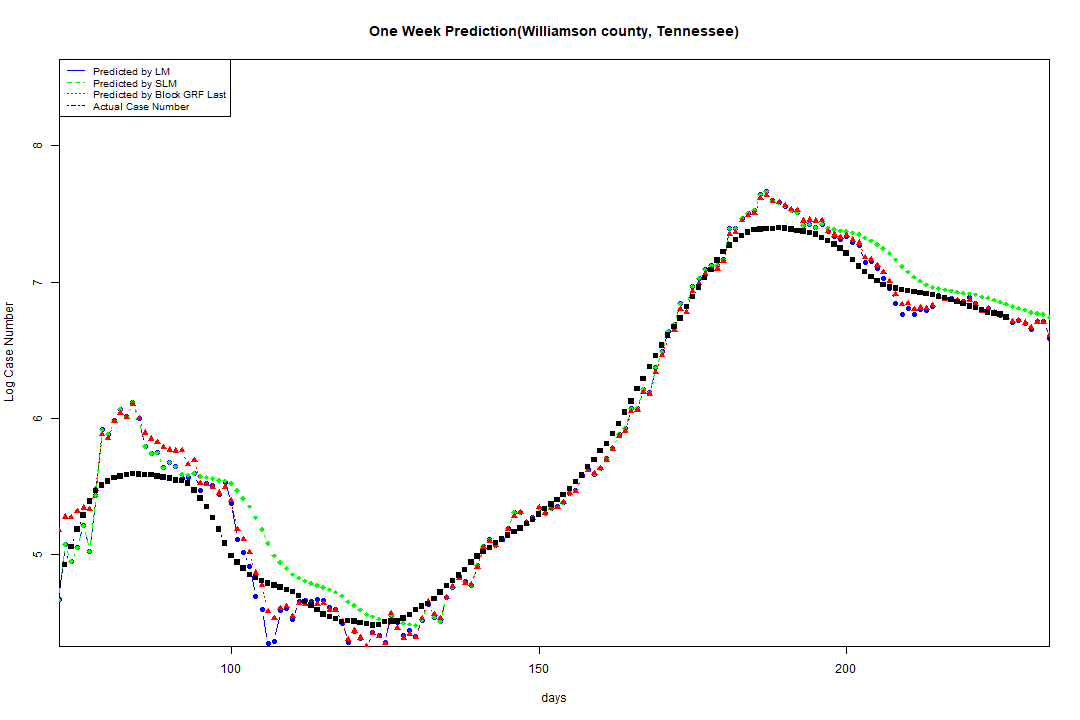 One Week Prediction(Williamson county, Tennessee)
Predicted by LM
Predicted by SLM
Predicted by Block GRF Last
Actual Case Number
8
7
6
5
Log Case Number
100 150 200
days